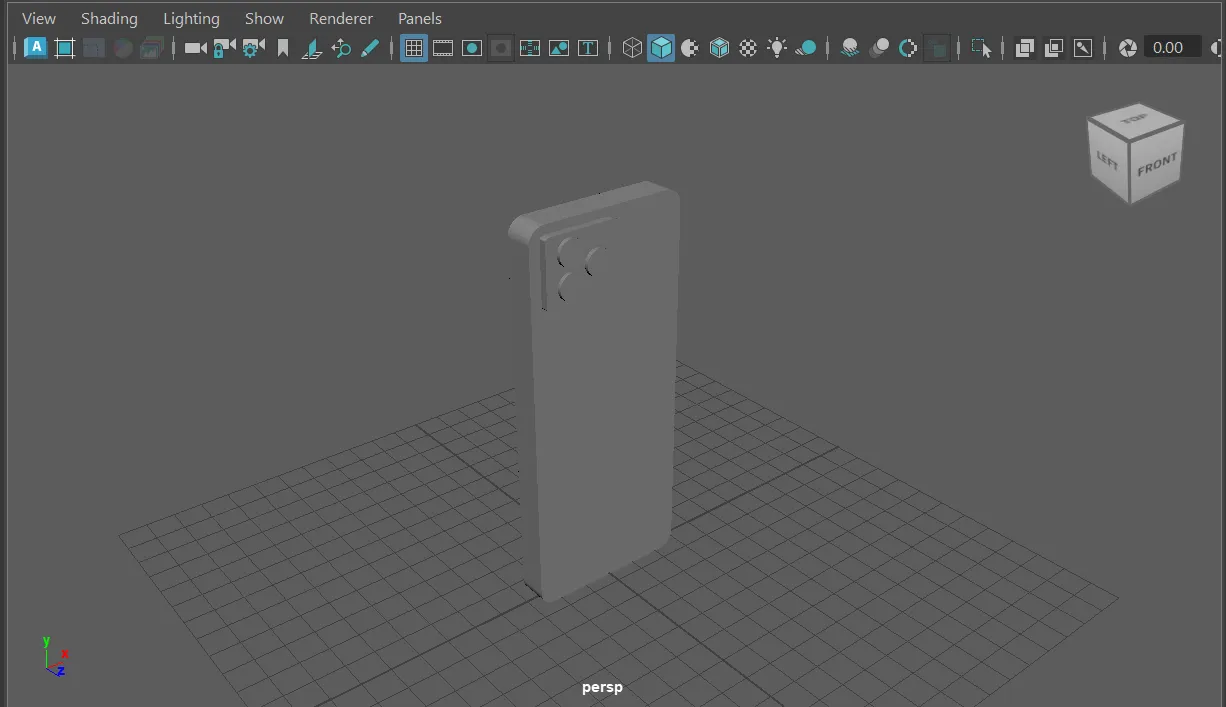 View Shading Lighting Show Renderer Panels
A T 0.00
TOP
LEFT FRONT
y
x
z
persp